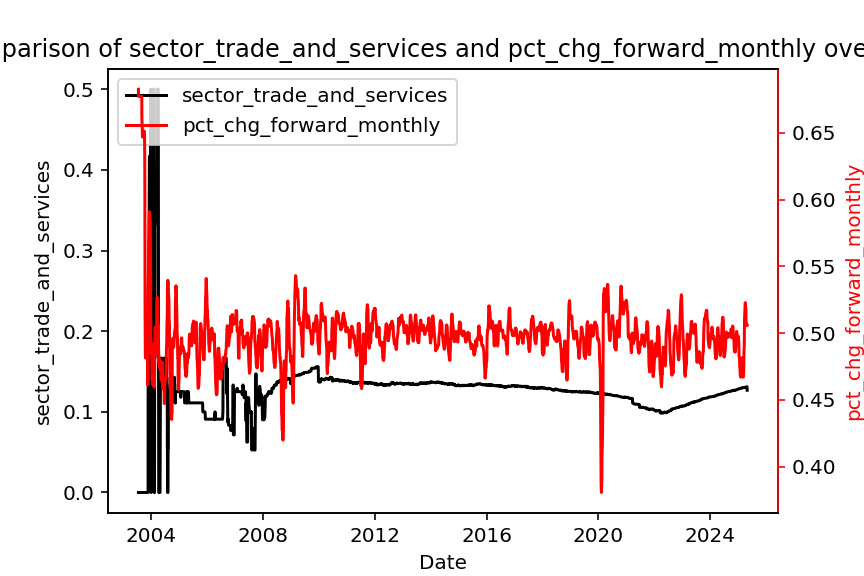 parison of sector_trade_and_services and pct_chg_forward_monthly ove
sector_trade_and_services
pct_chg_forward_monthly
0.5
0.4
0.3
0.2
0.1
0.0
sector_trade_and_services
0.65
0.60
0.55
0.50
0.45
0.40
pct_chg_forward_monthly
2004 2008 2012 2016 2020 2024
Date